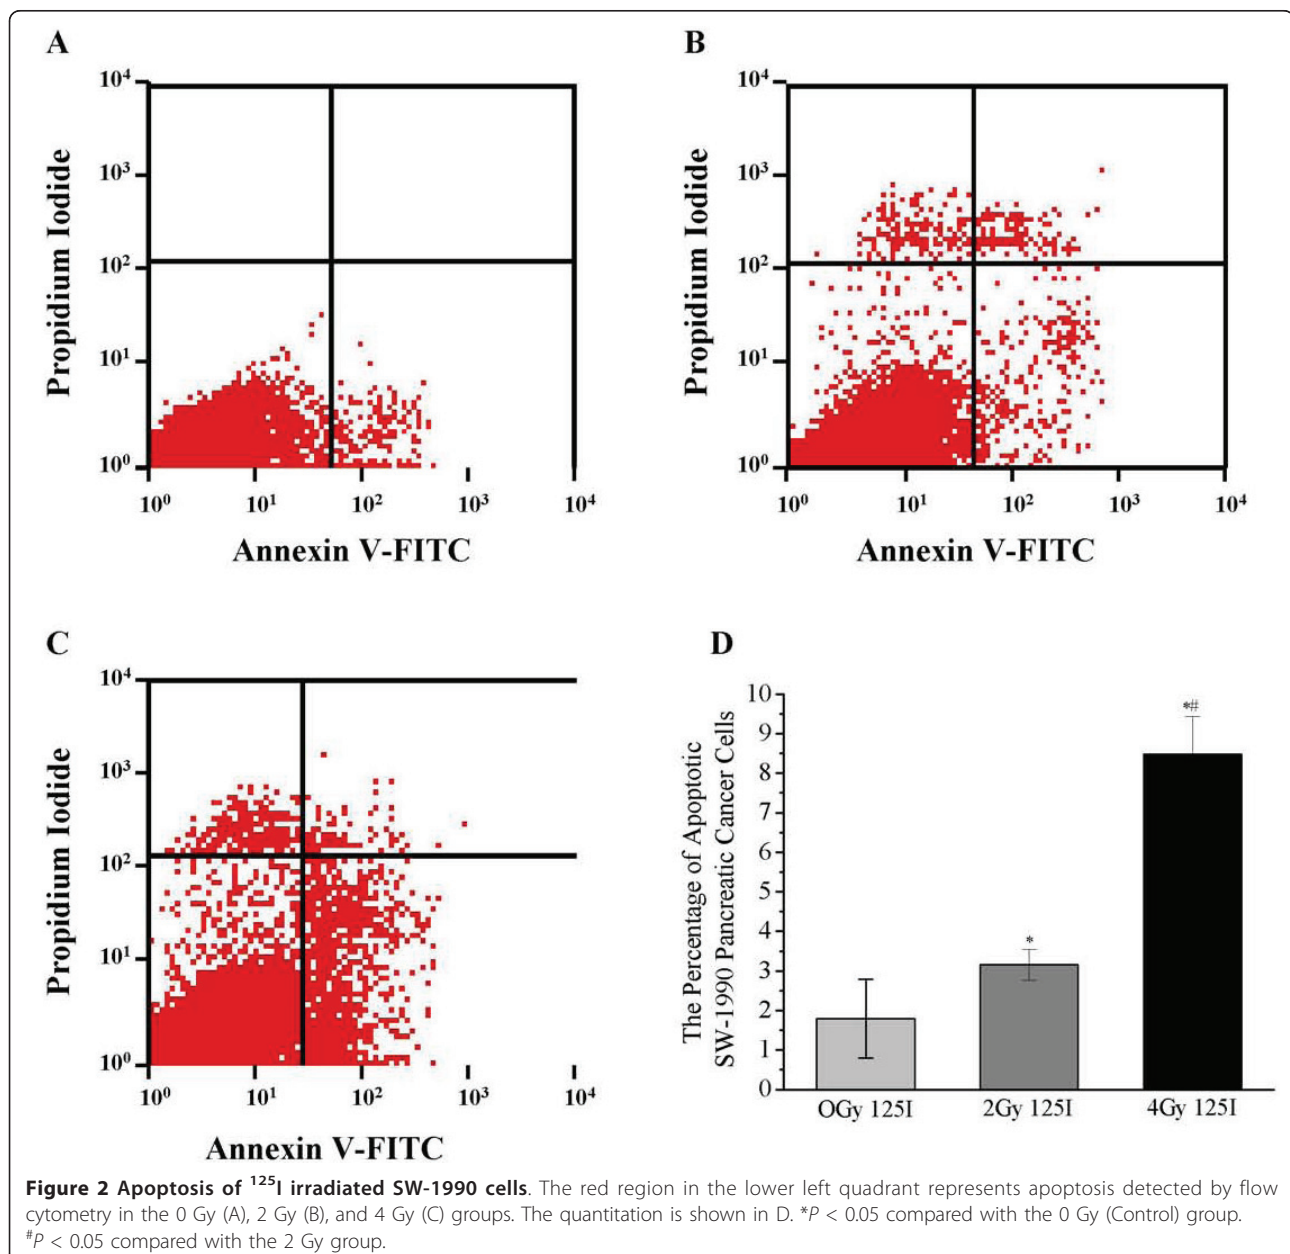 A
10⁴
10³
10²
10¹
10⁰
Propidium Iodide
10⁰ 10¹ 10² 10³ 10⁴
Annexin V-FITC
B
10⁴
10³
10²
10¹
10⁰
Propidium Iodide
10⁰ 10¹ 10² 10³ 10⁴
Annexin V-FITC
C
10⁴
10³
10²
10¹
10⁰
Propidium Iodide
10⁰ 10¹ 10² 10³ 10⁴
Annexin V-FITC
D
The Percentage of Apoptotic
SW-1990 Pancreatic Cancer Cells
10
9
8
7
6
5
4
3
2
1
0
*
*#
OGy 125I 2Gy 125I 4Gy 125I
Figure 2 Apoptosis of ¹²⁵I irradiated SW-1990 cells. The red region in the lower left quadrant represents apoptosis detected by flow
cytometry in the 0 Gy (A), 2 Gy (B), and 4 Gy (C) groups. The quantitation is shown in D. *P < 0.05 compared with the 0 Gy (Control) group.
#P < 0.05 compared with the 2 Gy group.